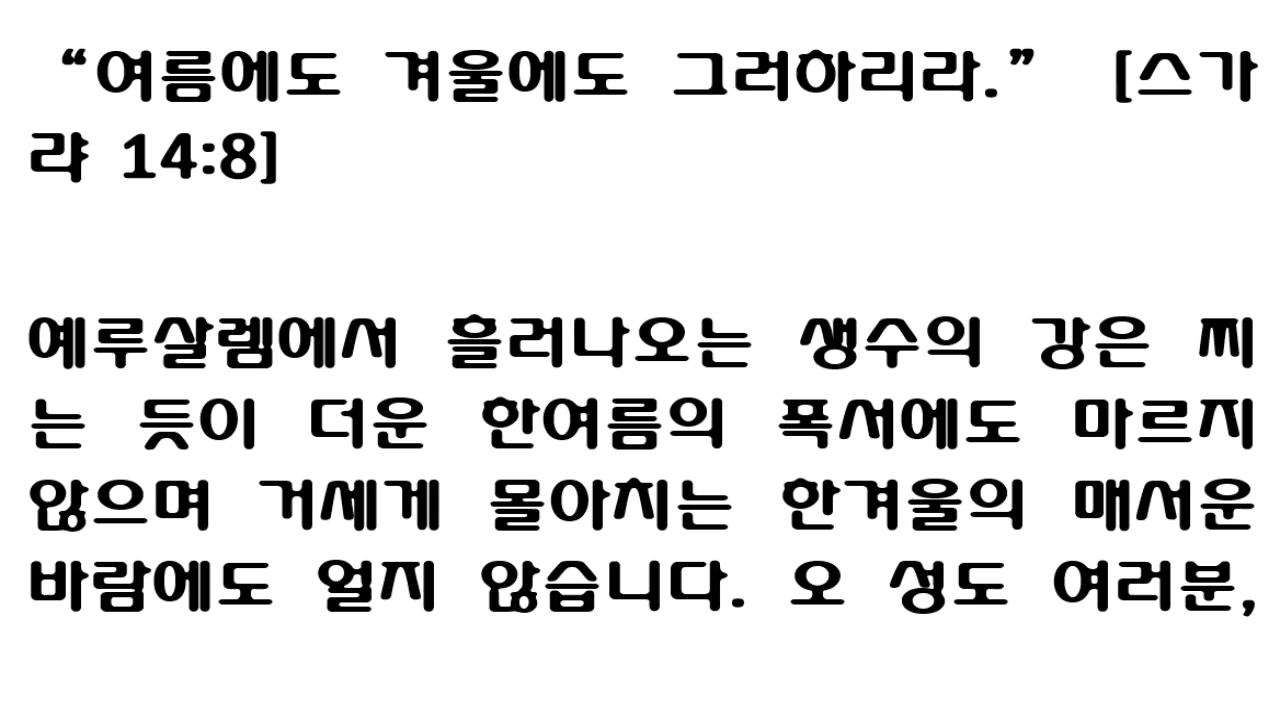 “여름에도 겨울에도 그러하리라.” [스가
랴 14:8]
예루살렘에서 흘러나오는 생수의 강은 찌
는 듯이 더운 한여름의 폭서에도 마르지
않으며 거세게 몰아치는 한겨울의 매서운
바람에도 얼지 않습니다. 오 성도 여러분,